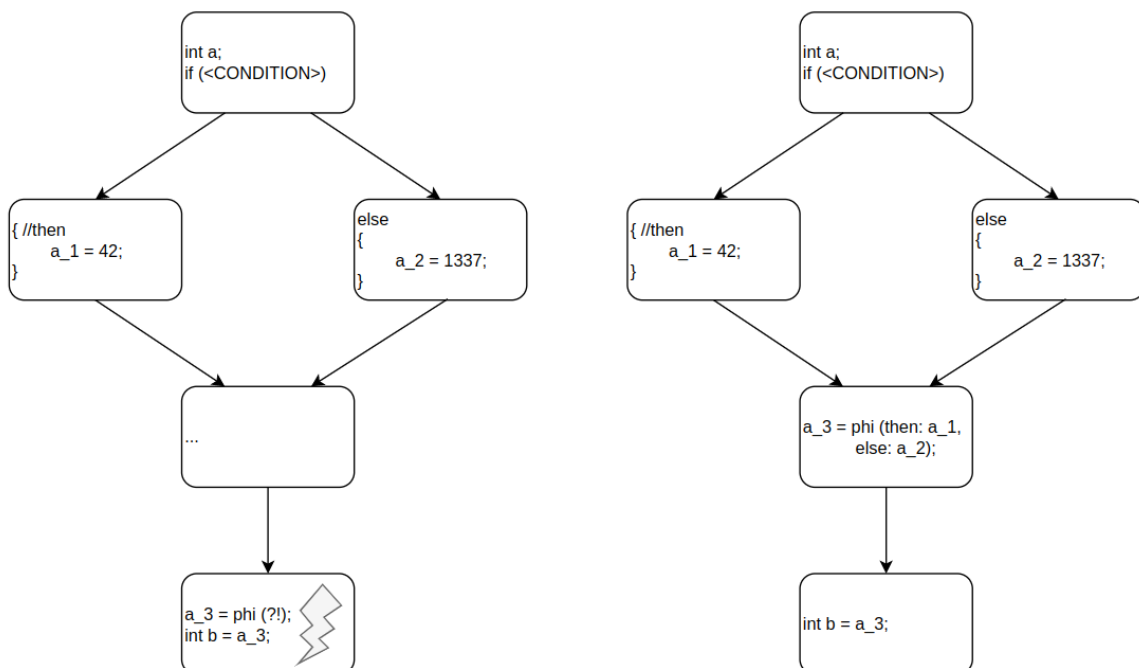 int a;
if (<CONDITION>)
{ //then
a_1 = 42;
}
else
{
a_2 = 1337;
}
...
a_3 = phi (?!);
int b = a_3;
int a;
if (<CONDITION>)
{ //then
a_1 = 42;
}
else
{
a_2 = 1337;
}
a_3 = phi (then: a_1,
else: a_2);
int b = a_3;